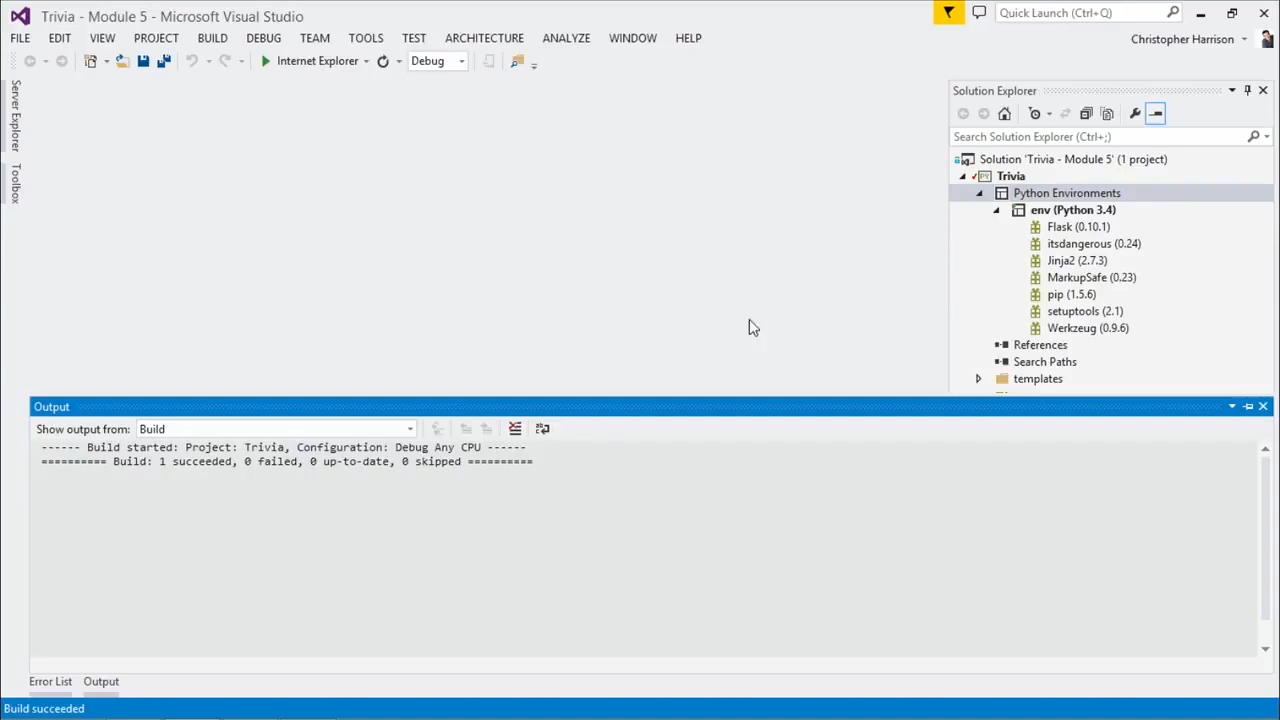 Trivia - Module 5 - Microsoft Visual Studio
Quick Launch (Ctrl+Q)
FILE EDIT VIEW PROJECT BUILD DEBUG TEAM TOOLS TEST ARCHITECTURE ANALYZE WINDOW HELP
Christopher Harrison
Internet Explorer
Debug
Server Explorer
Toolbox
Solution Explorer
Search Solution Explorer (Ctrl+;)
Solution 'Trivia - Module 5' (1 project)
PY Trivia
Python Environments
env (Python 3.4)
Flask (0.10.1)
itsdangerous (0.24)
Jinja2 (2.7.3)
MarkupSafe (0.23)
pip (1.5.6)
setuptools (2.1)
Werkzeug (0.9.6)
References
Search Paths
templates
Output
Show output from: Build
------ Build started: Project: Trivia, Configuration: Debug Any CPU ------
========== Build: 1 succeeded, 0 failed, 0 up-to-date, 0 skipped ==========
Error List Output
Build succeeded